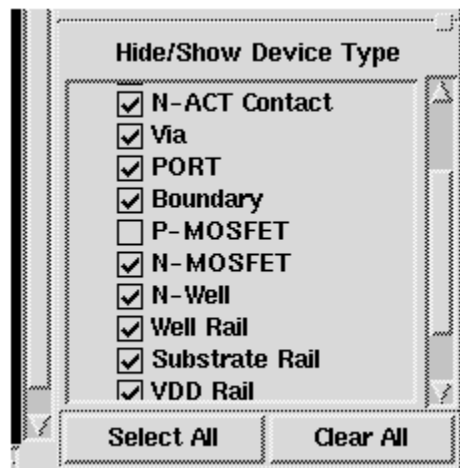 Hide/Show Device Type
N-ACT Contact
Via
PORT
Boundary
P-MOSFET
N-MOSFET
N-Well
Well Rail
Substrate Rail
VDD Rail
Select All Clear All